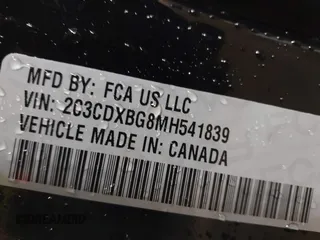 MFD BY: FCA US LLC
VIN: 2C3CDXBG8MH541839
VEHICLE MADE IN: CANADA